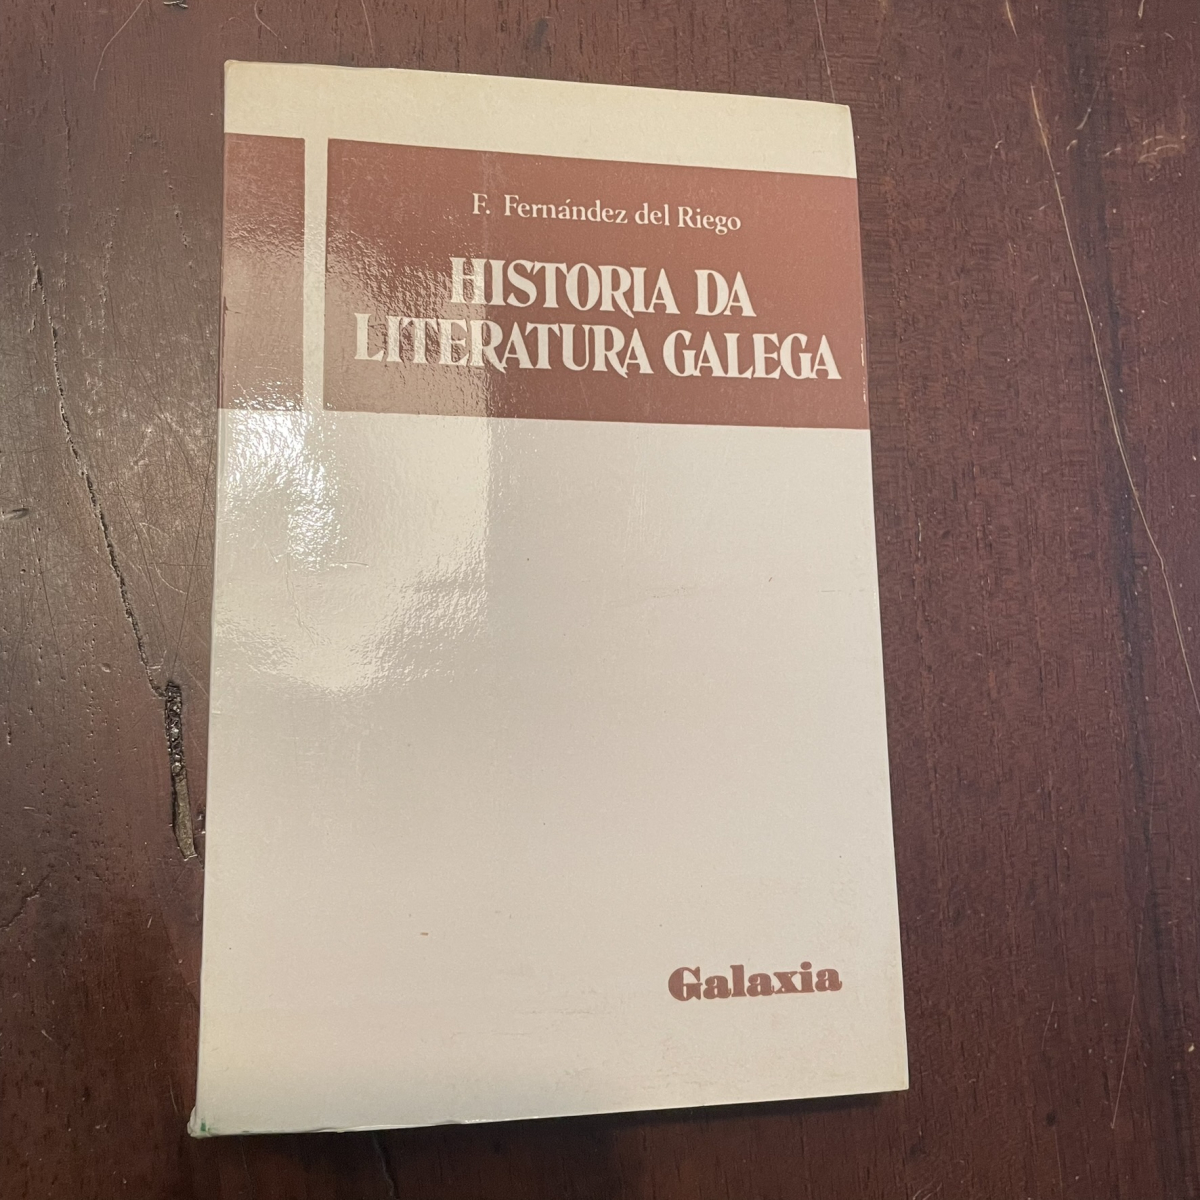 F. Fernández del Riego
HISTORIA DA
LITERATURA GALEGA
Galaxia